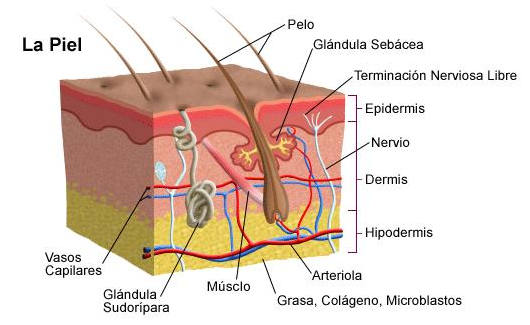 La Piel
Pelo
Glándula Sebácea
Terminación Nerviosa Libre
Epidermis
Nervio
Dermis
Hipodermis
Vasos
Capilares
Glándula
Sudorípara
Músclo
Arteriola
Grasa, Colágeno, Microblastos